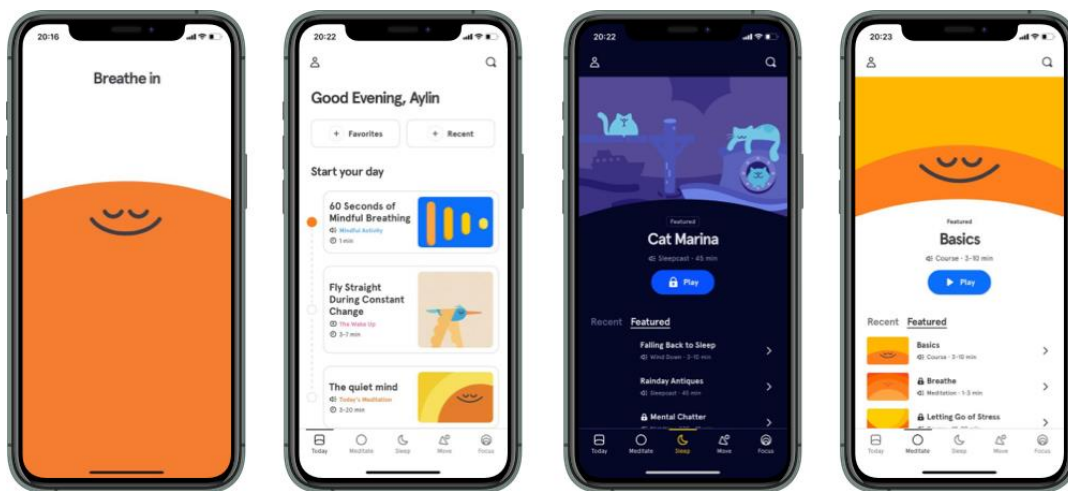 20:16
Breathe in
20:22
Good Evening, Aylin
+ Favorites
+ Recent
Start your day
60 Seconds of
Mindful Breathing
Mindful Activity
1 min
Fly Straight
During Constant
Change
The Wake Up
3-7 min
The quiet mind
Today's Meditation
3-20 min
Today Meditate Sleep Move Focus
20:22
Featured
Cat Marina
Sleepcast · 45 min
Play
Recent Featured
Falling Back to Sleep
Wind Down · 3-10 min
Rainday Antiques
Sleepcast · 45 min
Mental Chatter
Today Meditate Sleep Move Focus
20:23
Featured
Basics
Course · 3-10 min
Play
Recent Featured
Basics
Course · 3-10 min
Breathe
Meditation · 1-3 min
Letting Go of Stress
Today Meditate Sleep Move Focus